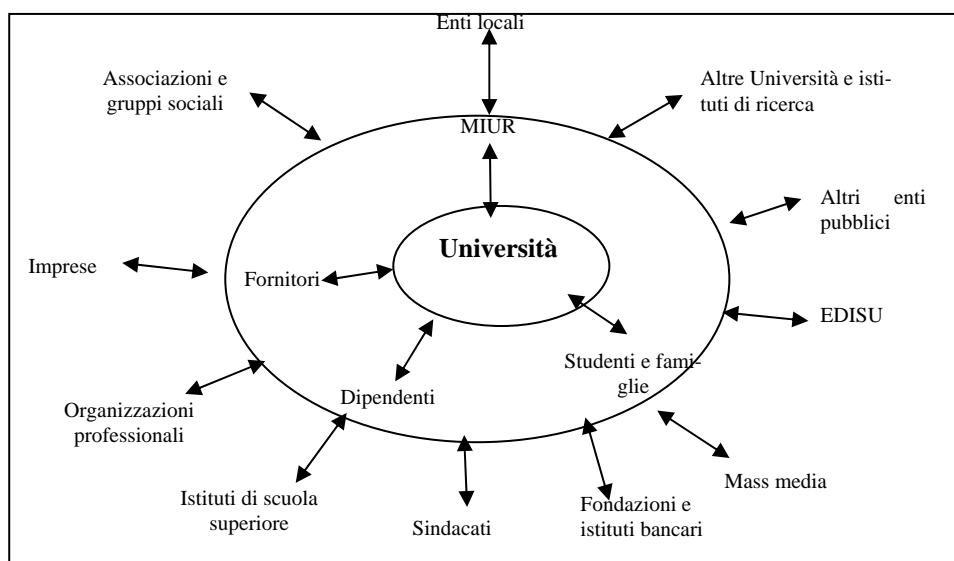 Enti locali
Associazioni e
gruppi sociali
Altre Università e isti-
tuti di ricerca
MIUR
Altri enti
pubblici
Università
Imprese
Fornitori
EDISU
Studenti e fami-
glie
Dipendenti
Organizzazioni
professionali
Mass media
Istituti di scuola
superiore
Sindacati
Fondazioni e
istituti bancari